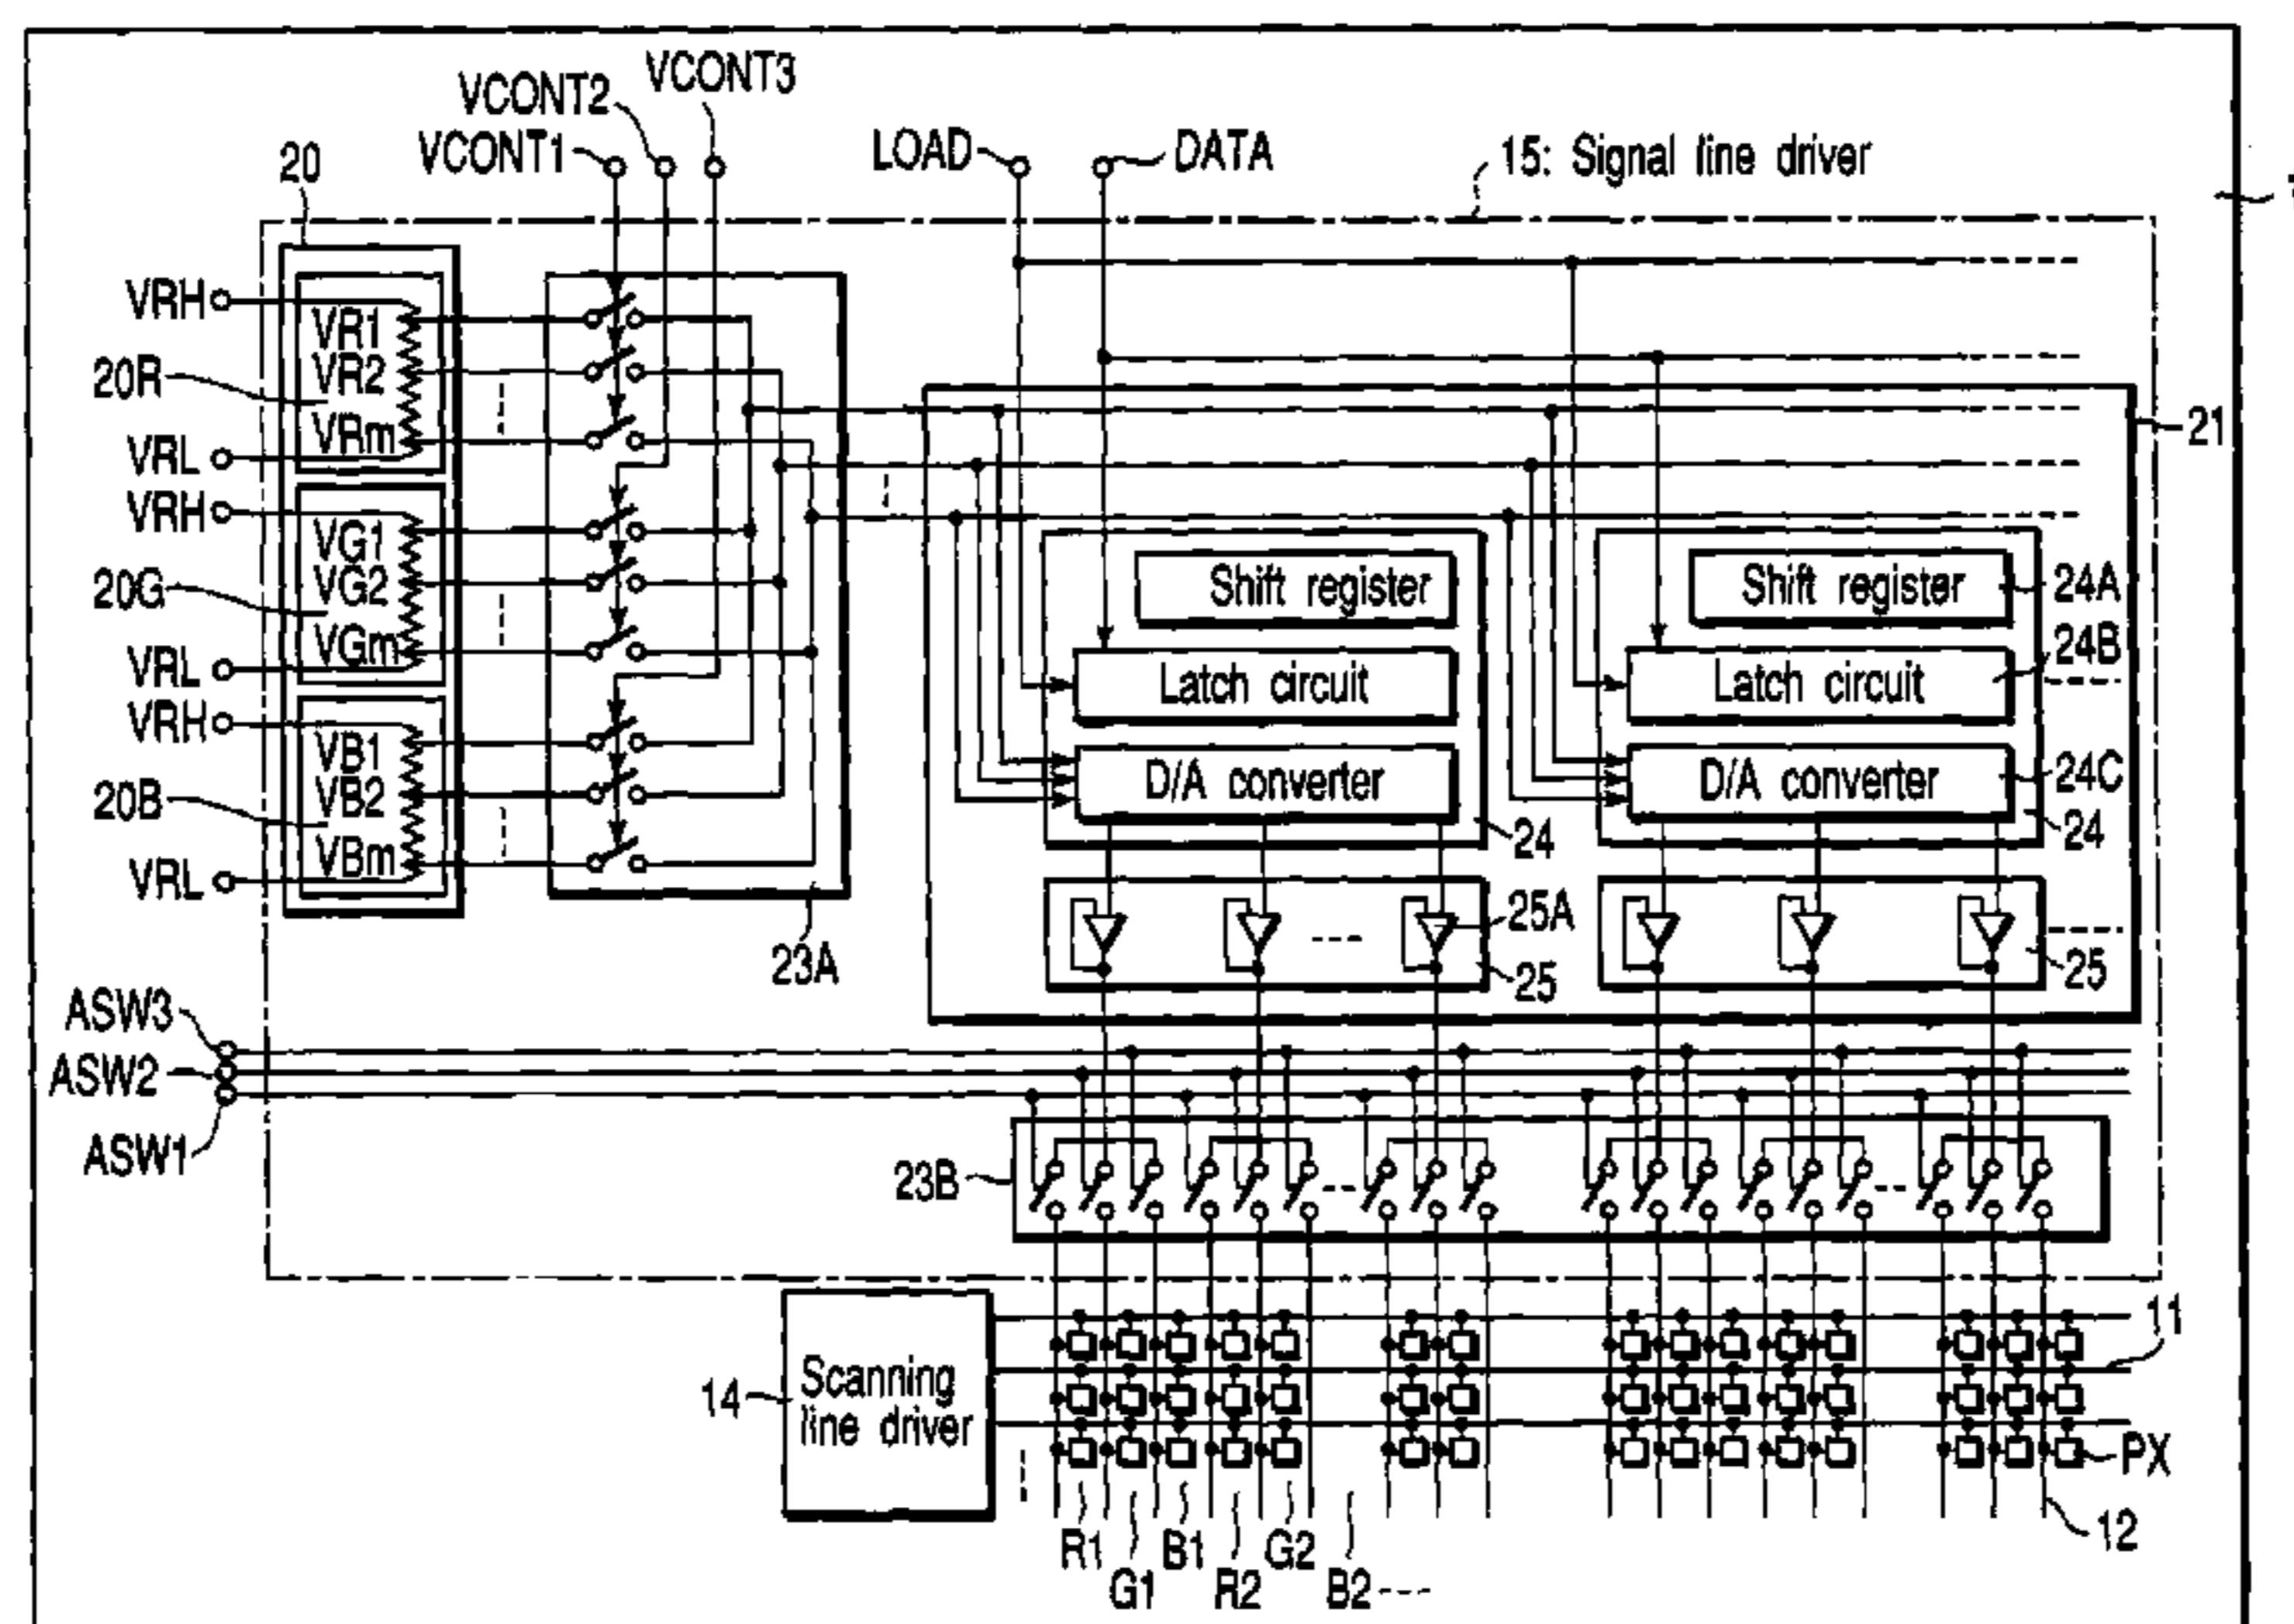 VCONT3
VCONT2
VCONT1
LOAD
DATA
15: Signal line driver
20
VRH
VR1
VR2
20R
VRm
VRL
21
VRH
VG1
VG2
20G
VGm
VRL
Shift register
Shift register
24A
Latch circuit
Latch circuit
24B
VRH
VB1
VB2
20B
VBm
VRL
D/A converter
D/A converter
24C
24
24
23A
25A
25
25
ASW3
ASW2
ASW1
23B
11
14
Scanning
line driver
PX
R1
G1
B1
R2
G2
B2
12